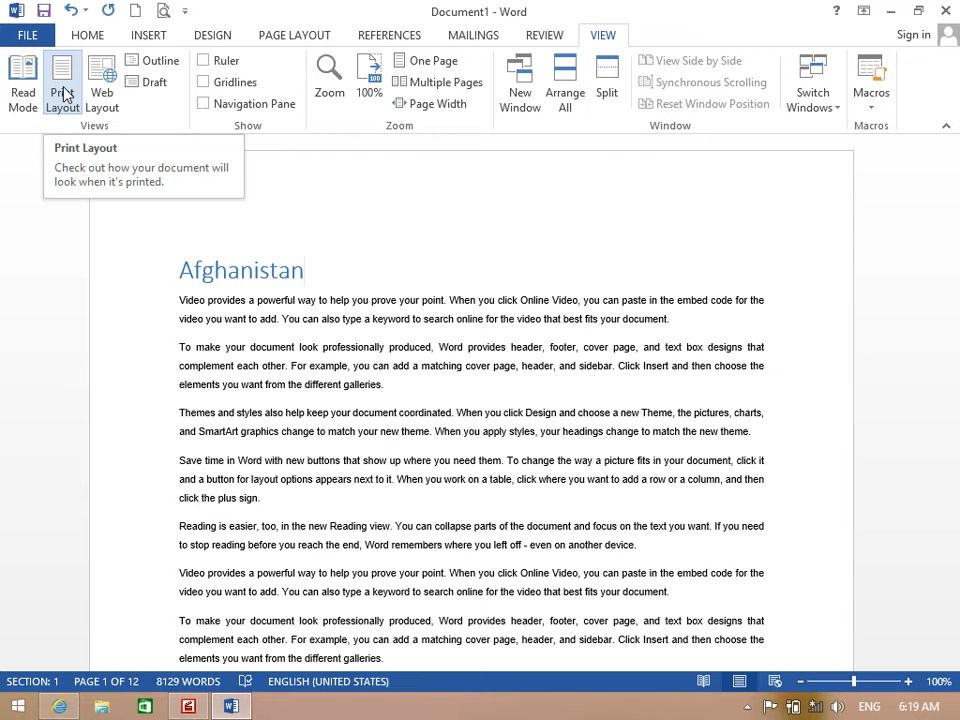 Document1 - Word
Sign in
FILE HOME INSERT DESIGN PAGE LAYOUT REFERENCES MAILINGS REVIEW VIEW
Read Mode
Print Layout
Web Layout
Outline
Draft
Views
Ruler
Gridlines
Navigation Pane
Show
Zoom
100
100%
One Page
Multiple Pages
Page Width
Zoom
New Window
Arrange All
Split
View Side by Side
Synchronous Scrolling
Reset Window Position
Window
Switch Windows
Macros
Macros
Print Layout
Check out how your document will
look when it's printed.
Afghanistan
Video provides a powerful way to help you prove your point. When you click Online Video, you can paste in the embed code for the
video you want to add. You can also type a keyword to search online for the video that best fits your document.
To make your document look professionally produced, Word provides header, footer, cover page, and text box designs that
complement each other. For example, you can add a matching cover page, header, and sidebar. Click Insert and then choose the
elements you want from the different galleries.
Themes and styles also help keep your document coordinated. When you click Design and choose a new Theme, the pictures, charts,
and SmartArt graphics change to match your new theme. When you apply styles, your headings change to match the new theme.
Save time in Word with new buttons that show up where you need them. To change the way a picture fits in your document, click it
and a button for layout options appears next to it. When you work on a table, click where you want to add a row or a column, and then
click the plus sign.
Reading is easier, too, in the new Reading view. You can collapse parts of the document and focus on the text you want. If you need
to stop reading before you reach the end, Word remembers where you left off - even on another device.
Video provides a powerful way to help you prove your point. When you click Online Video, you can paste in the embed code for the
video you want to add. You can also type a keyword to search online for the video that best fits your document.
To make your document look professionally produced, Word provides header, footer, cover page, and text box designs that
complement each other. For example, you can add a matching cover page, header, and sidebar. Click Insert and then choose the
elements you want from the different galleries.
SECTION: 1 PAGE 1 OF 12 8129 WORDS ENGLISH (UNITED STATES) 100%
ENG 6:19 AM